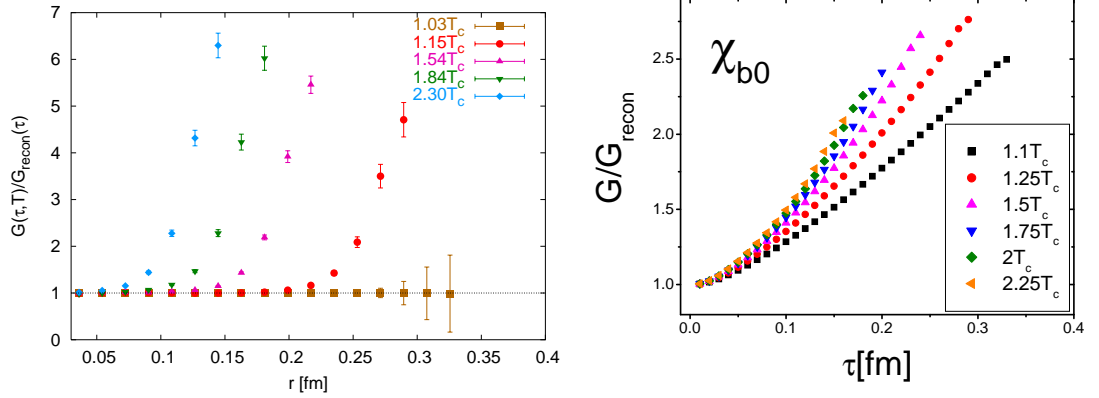 7
6
5
4
3
2
1
0
G(τ,T)/G_recon(τ)
0.05
0.1
0.15
0.2
0.25
0.3
0.35
0.4
r [fm]
1.03T_c
1.15T_c
1.54T_c
1.84T_c
2.30T_c
χ_b0
2.5
2.0
1.5
1.0
G/G_recon
0.0
0.1
0.2
0.3
0.4
τ[fm]
1.1T_c
1.25T_c
1.5T_c
1.75T_c
2T_c
2.25T_c